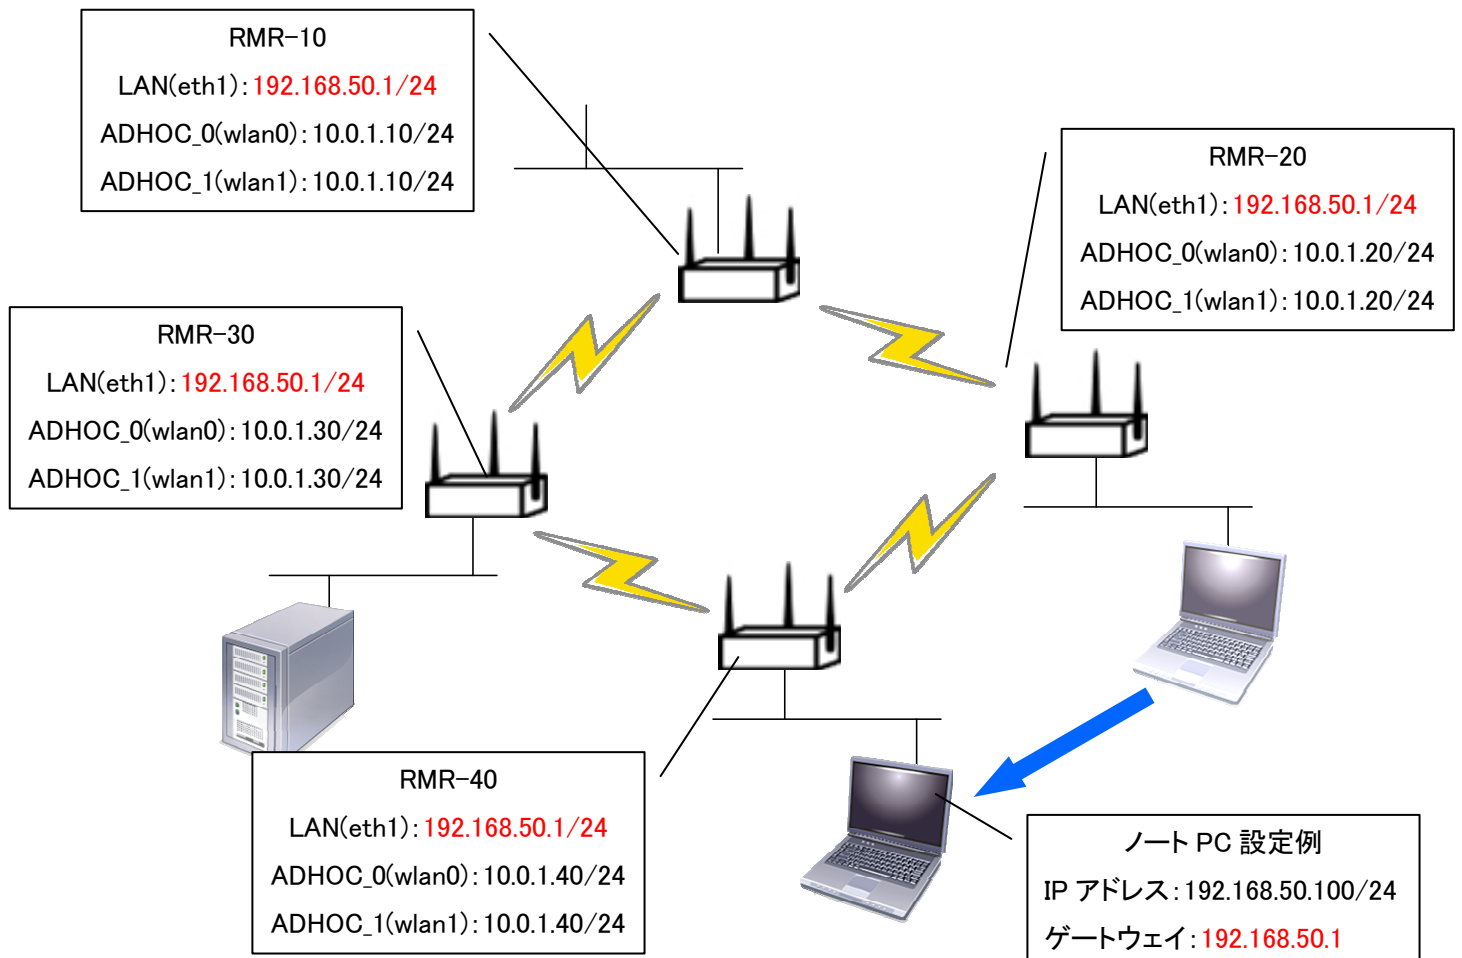 RMR-10
LAN(eth1):192.168.50.1/24
ADHOC_0(wlan0):10.0.1.10/24
ADHOC_1(wlan1):10.0.1.10/24
RMR-20
LAN(eth1):192.168.50.1/24
ADHOC_0(wlan0):10.0.1.20/24
ADHOC_1(wlan1):10.0.1.20/24
RMR-30
LAN(eth1):192.168.50.1/24
ADHOC_0(wlan0):10.0.1.30/24
ADHOC_1(wlan1):10.0.1.30/24
RMR-40
LAN(eth1):192.168.50.1/24
ADHOC_0(wlan0):10.0.1.40/24
ADHOC_1(wlan1):10.0.1.40/24
ノート PC 設定例
IP アドレス:192.168.50.100/24
ゲートウェイ:192.168.50.1